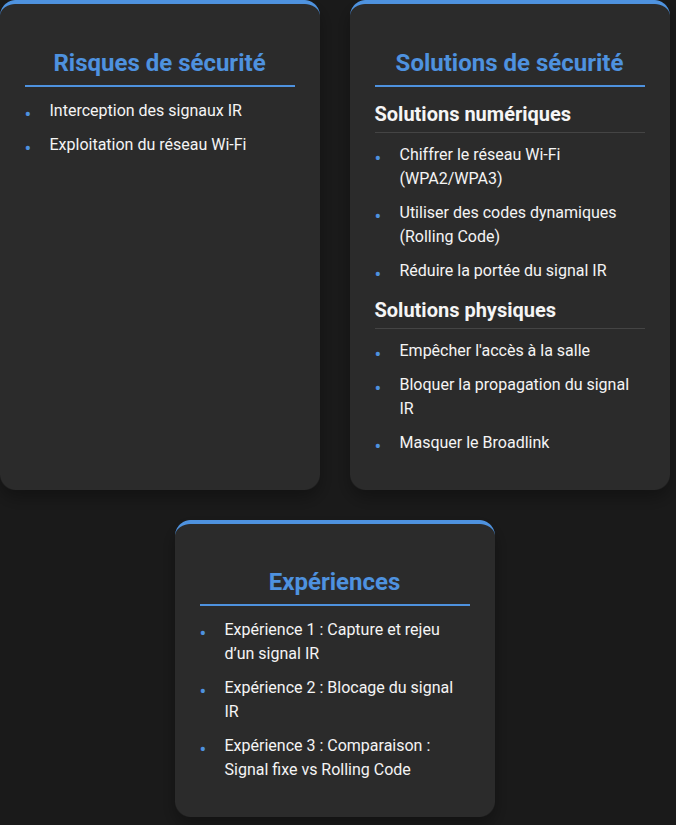 Risques de sécurité
• Interception des signaux IR
• Exploitation du réseau Wi-Fi
Solutions de sécurité
Solutions numériques
• Chiffrer le réseau Wi-Fi
(WPA2/WPA3)
• Utiliser des codes dynamiques
(Rolling Code)
• Réduire la portée du signal IR
Solutions physiques
• Empêcher l'accès à la salle
• Bloquer la propagation du signal
IR
• Masquer le Broadlink
Expériences
• Expérience 1 : Capture et rejeu
d’un signal IR
• Expérience 2 : Blocage du signal
IR
• Expérience 3 : Comparaison :
Signal fixe vs Rolling Code